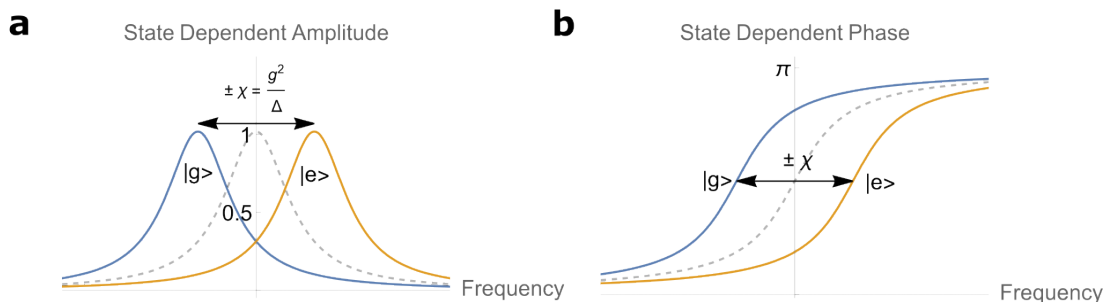 a
State Dependent Amplitude
± χ = g²/Δ
1
|g>
|e>
0.5
Frequency
b
State Dependent Phase
π
± χ
|g>
|e>
Frequency